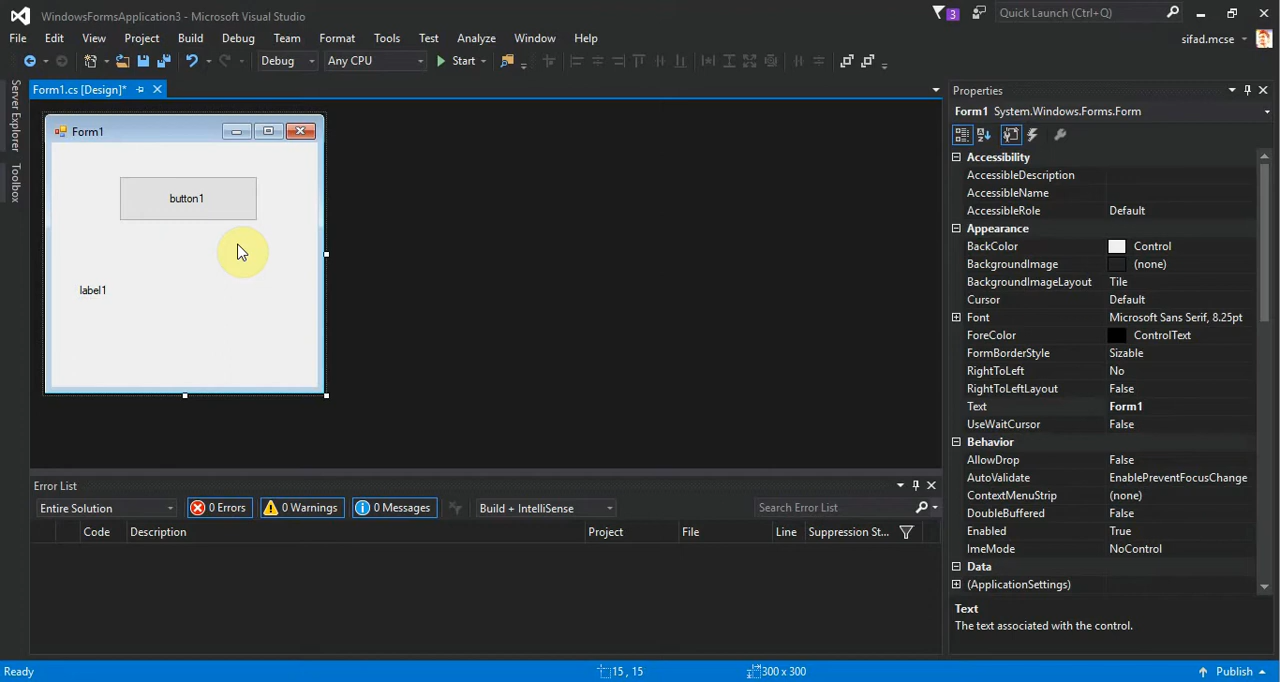 WindowsFormsApplication3 - Microsoft Visual Studio
3
Quick Launch (Ctrl+Q)
File Edit View Project Build Debug Team Format Tools Test Analyze Window Help
sifad.mcse
Debug Any CPU Start
Server Explorer
Toolbox
Form1.cs [Design]*
Form1
button1
label1
Error List
Entire Solution 0 Errors 0 Warnings 0 Messages Build + IntelliSense Search Error List
Code Description Project File Line Suppression St...
Properties
Form1 System.Windows.Forms.Form
Accessibility
AccessibleDescription
AccessibleName
AccessibleRole Default
Appearance
BackColor Control
BackgroundImage (none)
BackgroundImageLayout Tile
Cursor Default
Font Microsoft Sans Serif, 8.25pt
ForeColor ControlText
FormBorderStyle Sizable
RightToLeft No
RightToLeftLayout False
Text Form1
UseWaitCursor False
Behavior
AllowDrop False
AutoValidate EnablePreventFocusChange
ContextMenuStrip (none)
DoubleBuffered False
Enabled True
ImeMode NoControl
Data
(ApplicationSettings)
Text
The text associated with the control.
Ready 15 , 15 300 x 300 Publish